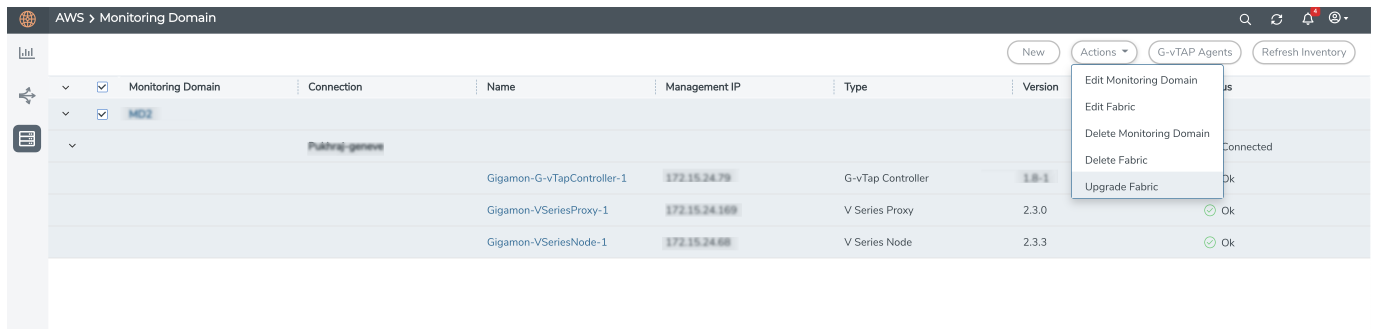 AWS > Monitoring Domain
4
New Actions G-vTAP Agents Refresh Inventory
Monitoring Domain Connection Name Management IP Type Version us
Edit Monitoring Domain
Edit Fabric
Delete Monitoring Domain
Delete Fabric
Upgrade Fabric
MD2
Pukhraj-geneve Connected
Gigamon-G-vTapController-1 172.15.24.79 G-vTap Controller 1.8-1 Ok
Gigamon-VSeriesProxy-1 172.15.24.169 V Series Proxy 2.3.0 Ok
Gigamon-VSeriesNode-1 172.15.24.68 V Series Node 2.3.3 Ok